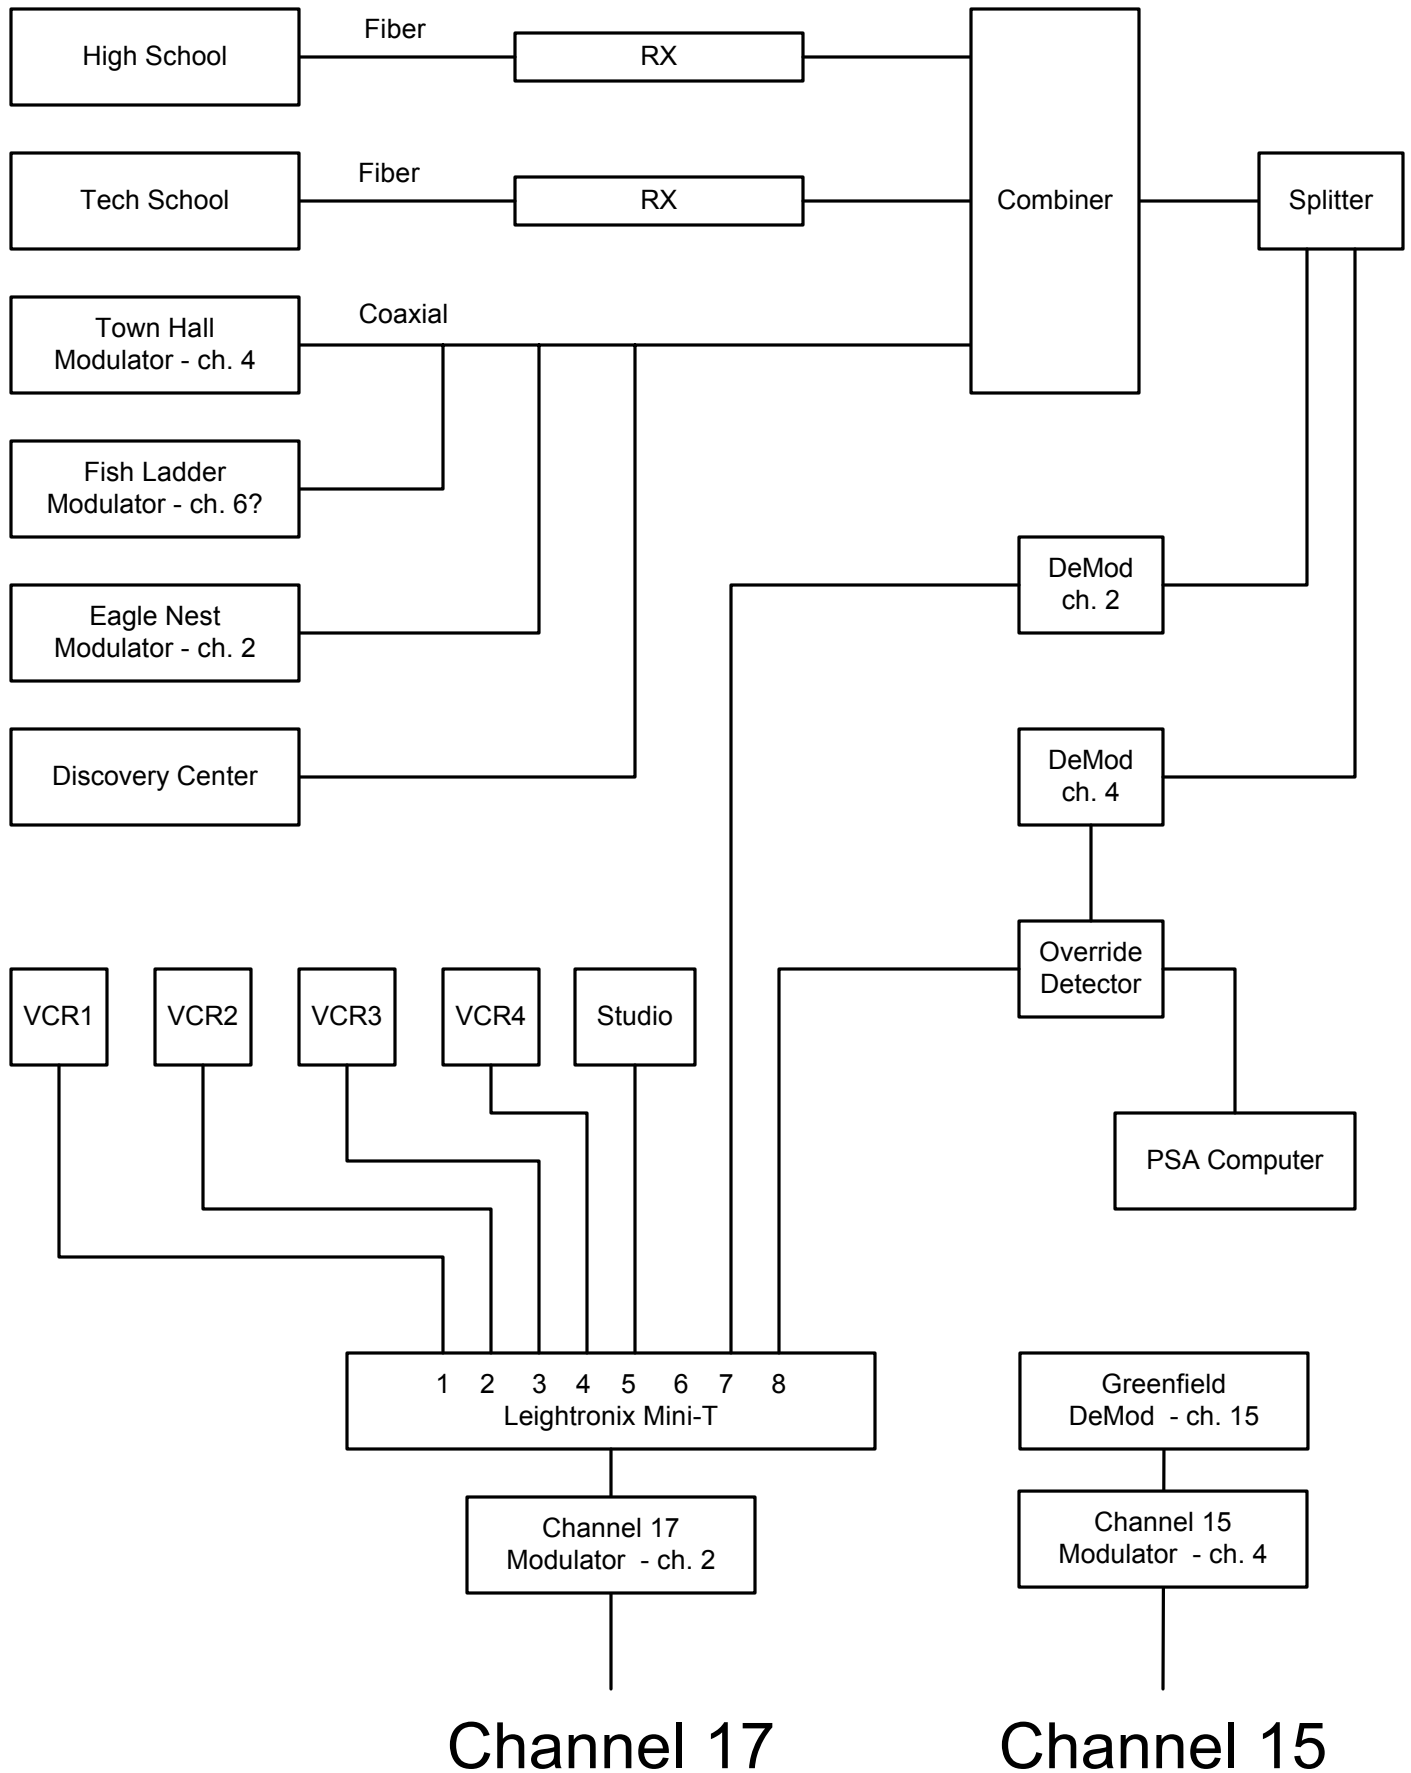 High School
Fiber
RX
Tech School
Fiber
RX
Combiner
Splitter
Town Hall
Modulator - ch. 4
Coaxial
Fish Ladder
Modulator - ch. 6?
Eagle Nest
Modulator - ch. 2
DeMod
ch. 2
Discovery Center
DeMod
ch. 4
Override
Detector
VCR1
VCR2
VCR3
VCR4
Studio
PSA Computer
1 2 3 4 5 6 7 8
Leightronix Mini-T
Greenfield
DeMod - ch. 15
Channel 17
Modulator - ch. 2
Channel 15
Modulator - ch. 4
Channel 17
Channel 15